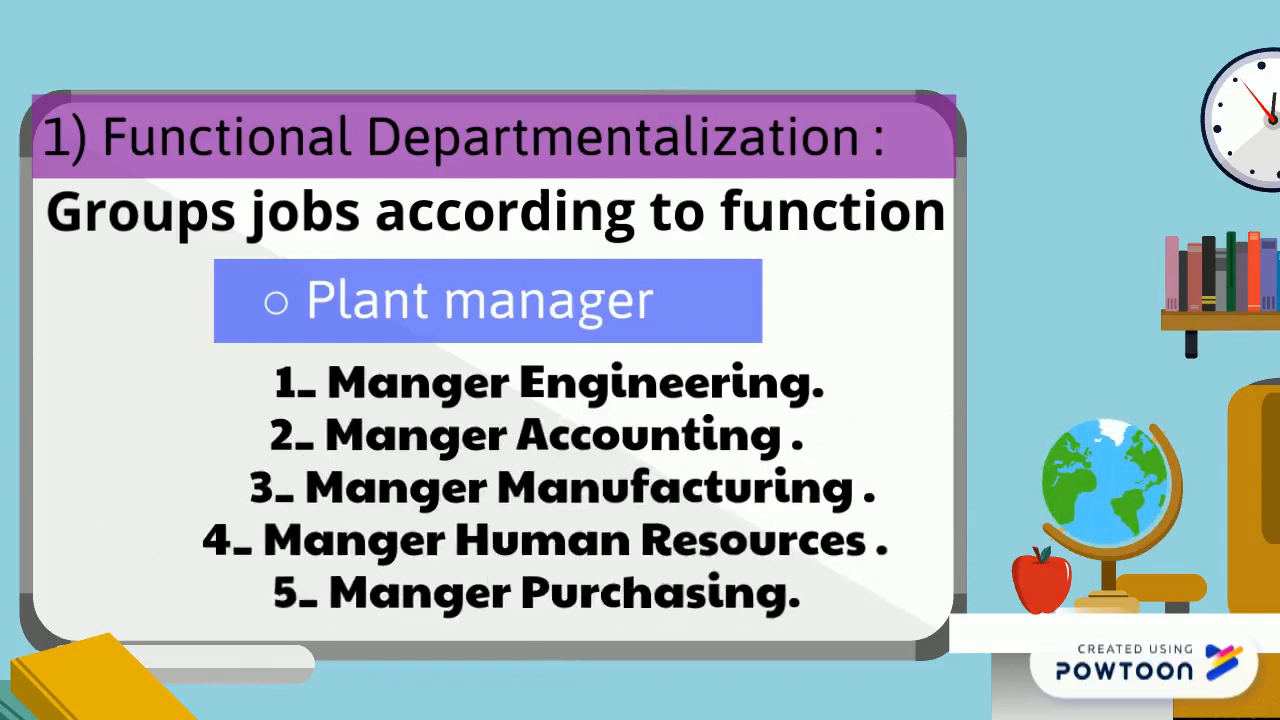 1) Functional Departmentalization :
Groups jobs according to function
○ Plant manager
1_ Manger Engineering.
2_ Manger Accounting .
3_ Manger Manufacturing .
4_ Manger Human Resources .
5_ Manger Purchasing.
CREATED USING
POWTOON